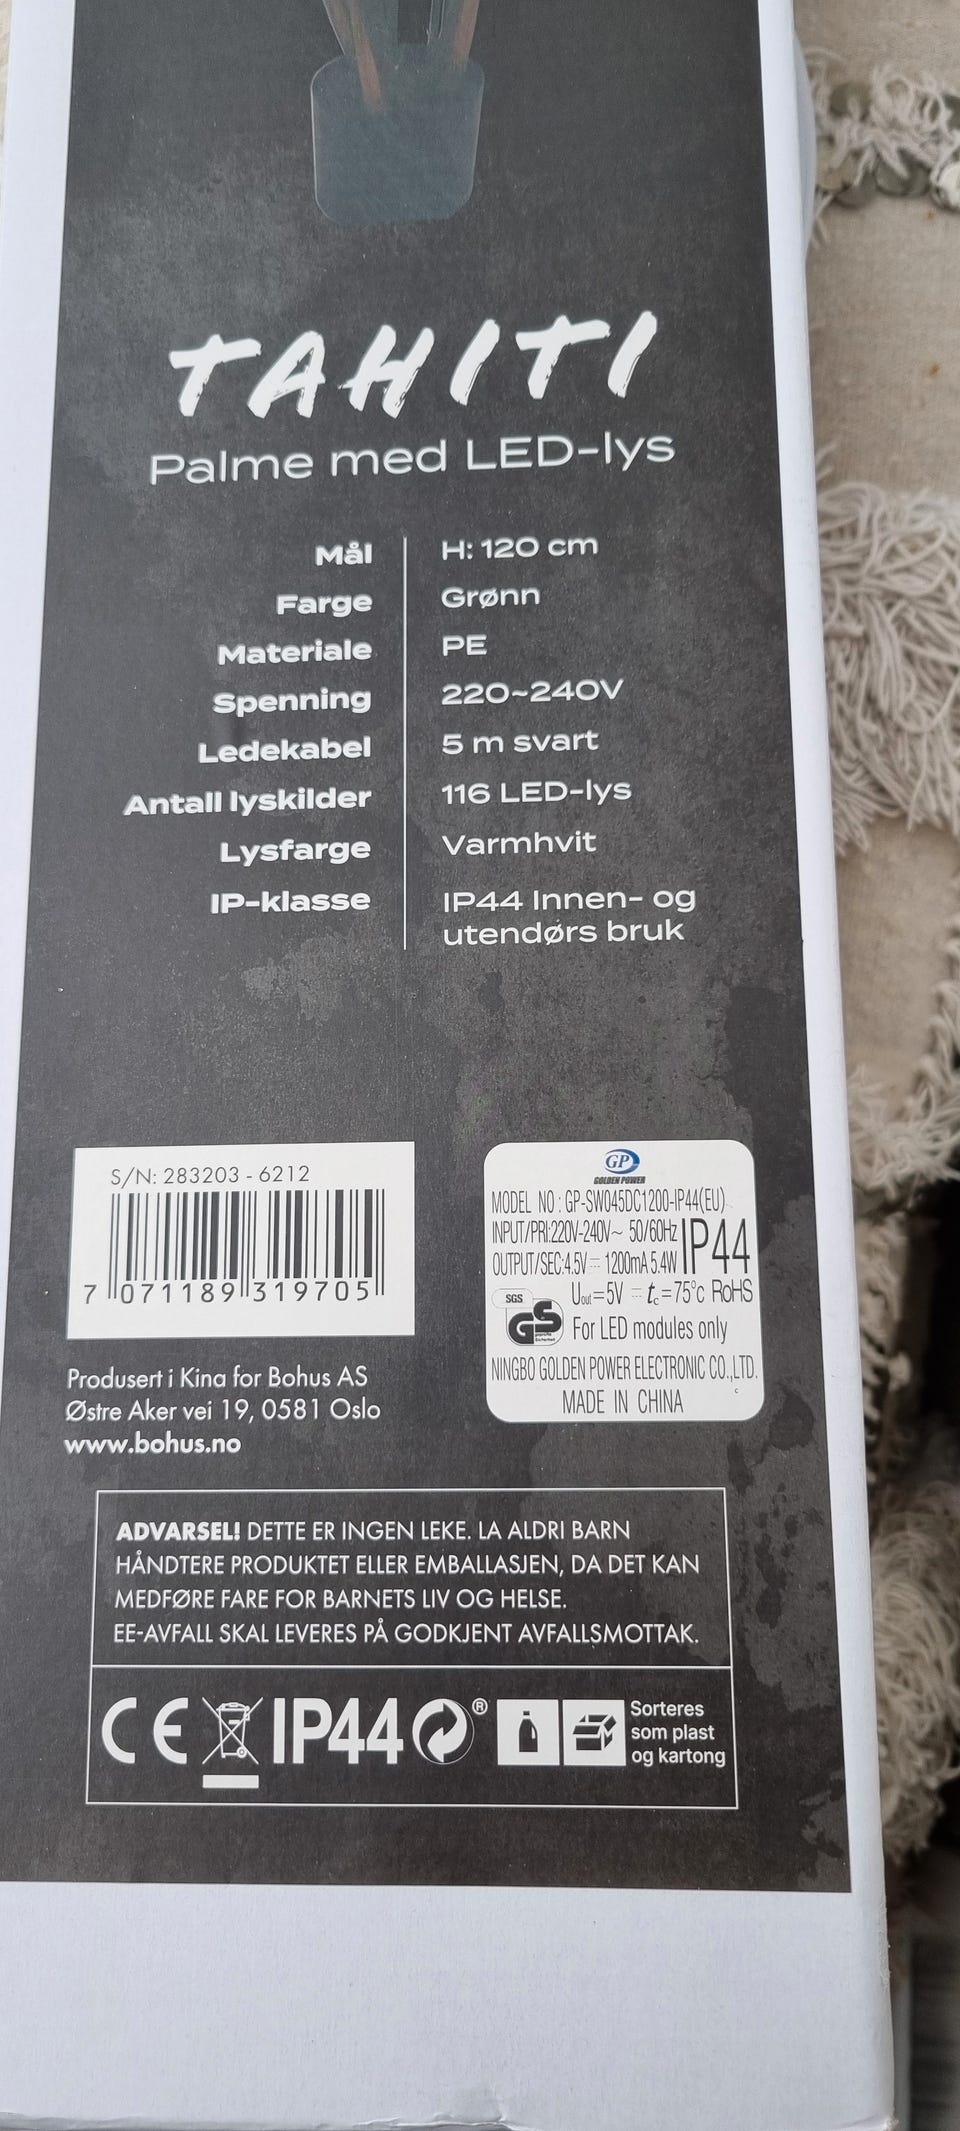 TAHITI
Palme med LED-lys
Mål H: 120 cm
Farge Grønn
Materiale PE
Spenning 220~240V
Ledekabel 5 m svart
Antall lyskilder 116 LED-lys
Lysfarge Varmhvit
IP-klasse IP44 Innen- og
utendørs bruk
S/N: 283203 - 6212
7 071189 319705
Produsert i Kina for Bohus AS
Østre Aker vei 19, 0581 Oslo
www.bohus.no
GP
GOLDEN POWER
MODEL NO : GP-SW045DC1200-IP44(EU)
INPUT/PRI:220V-240V~ 50/60Hz
OUTPUT/SEC:4.5V⎓ 1200mA 5.4W
IP44
Uout=5V ⎓ tc=75°c RoHS
SGS
GS
geprüfte
Sicherheit
For LED modules only
NINGBO GOLDEN POWER ELECTRONIC CO.,LTD.
MADE IN CHINA
ADVARSEL! DETTE ER INGEN LEKE. LA ALDRI BARN
HÅNDTERE PRODUKTET ELLER EMBALLASJEN, DA DET KAN
MEDFØRE FARE FOR BARNETS LIV OG HELSE.
EE-AVFALL SKAL LEVERES PÅ GODKJENT AVFALLSMOTTAK.
CE IP44 ®
Sorteres
som plast
og kartong